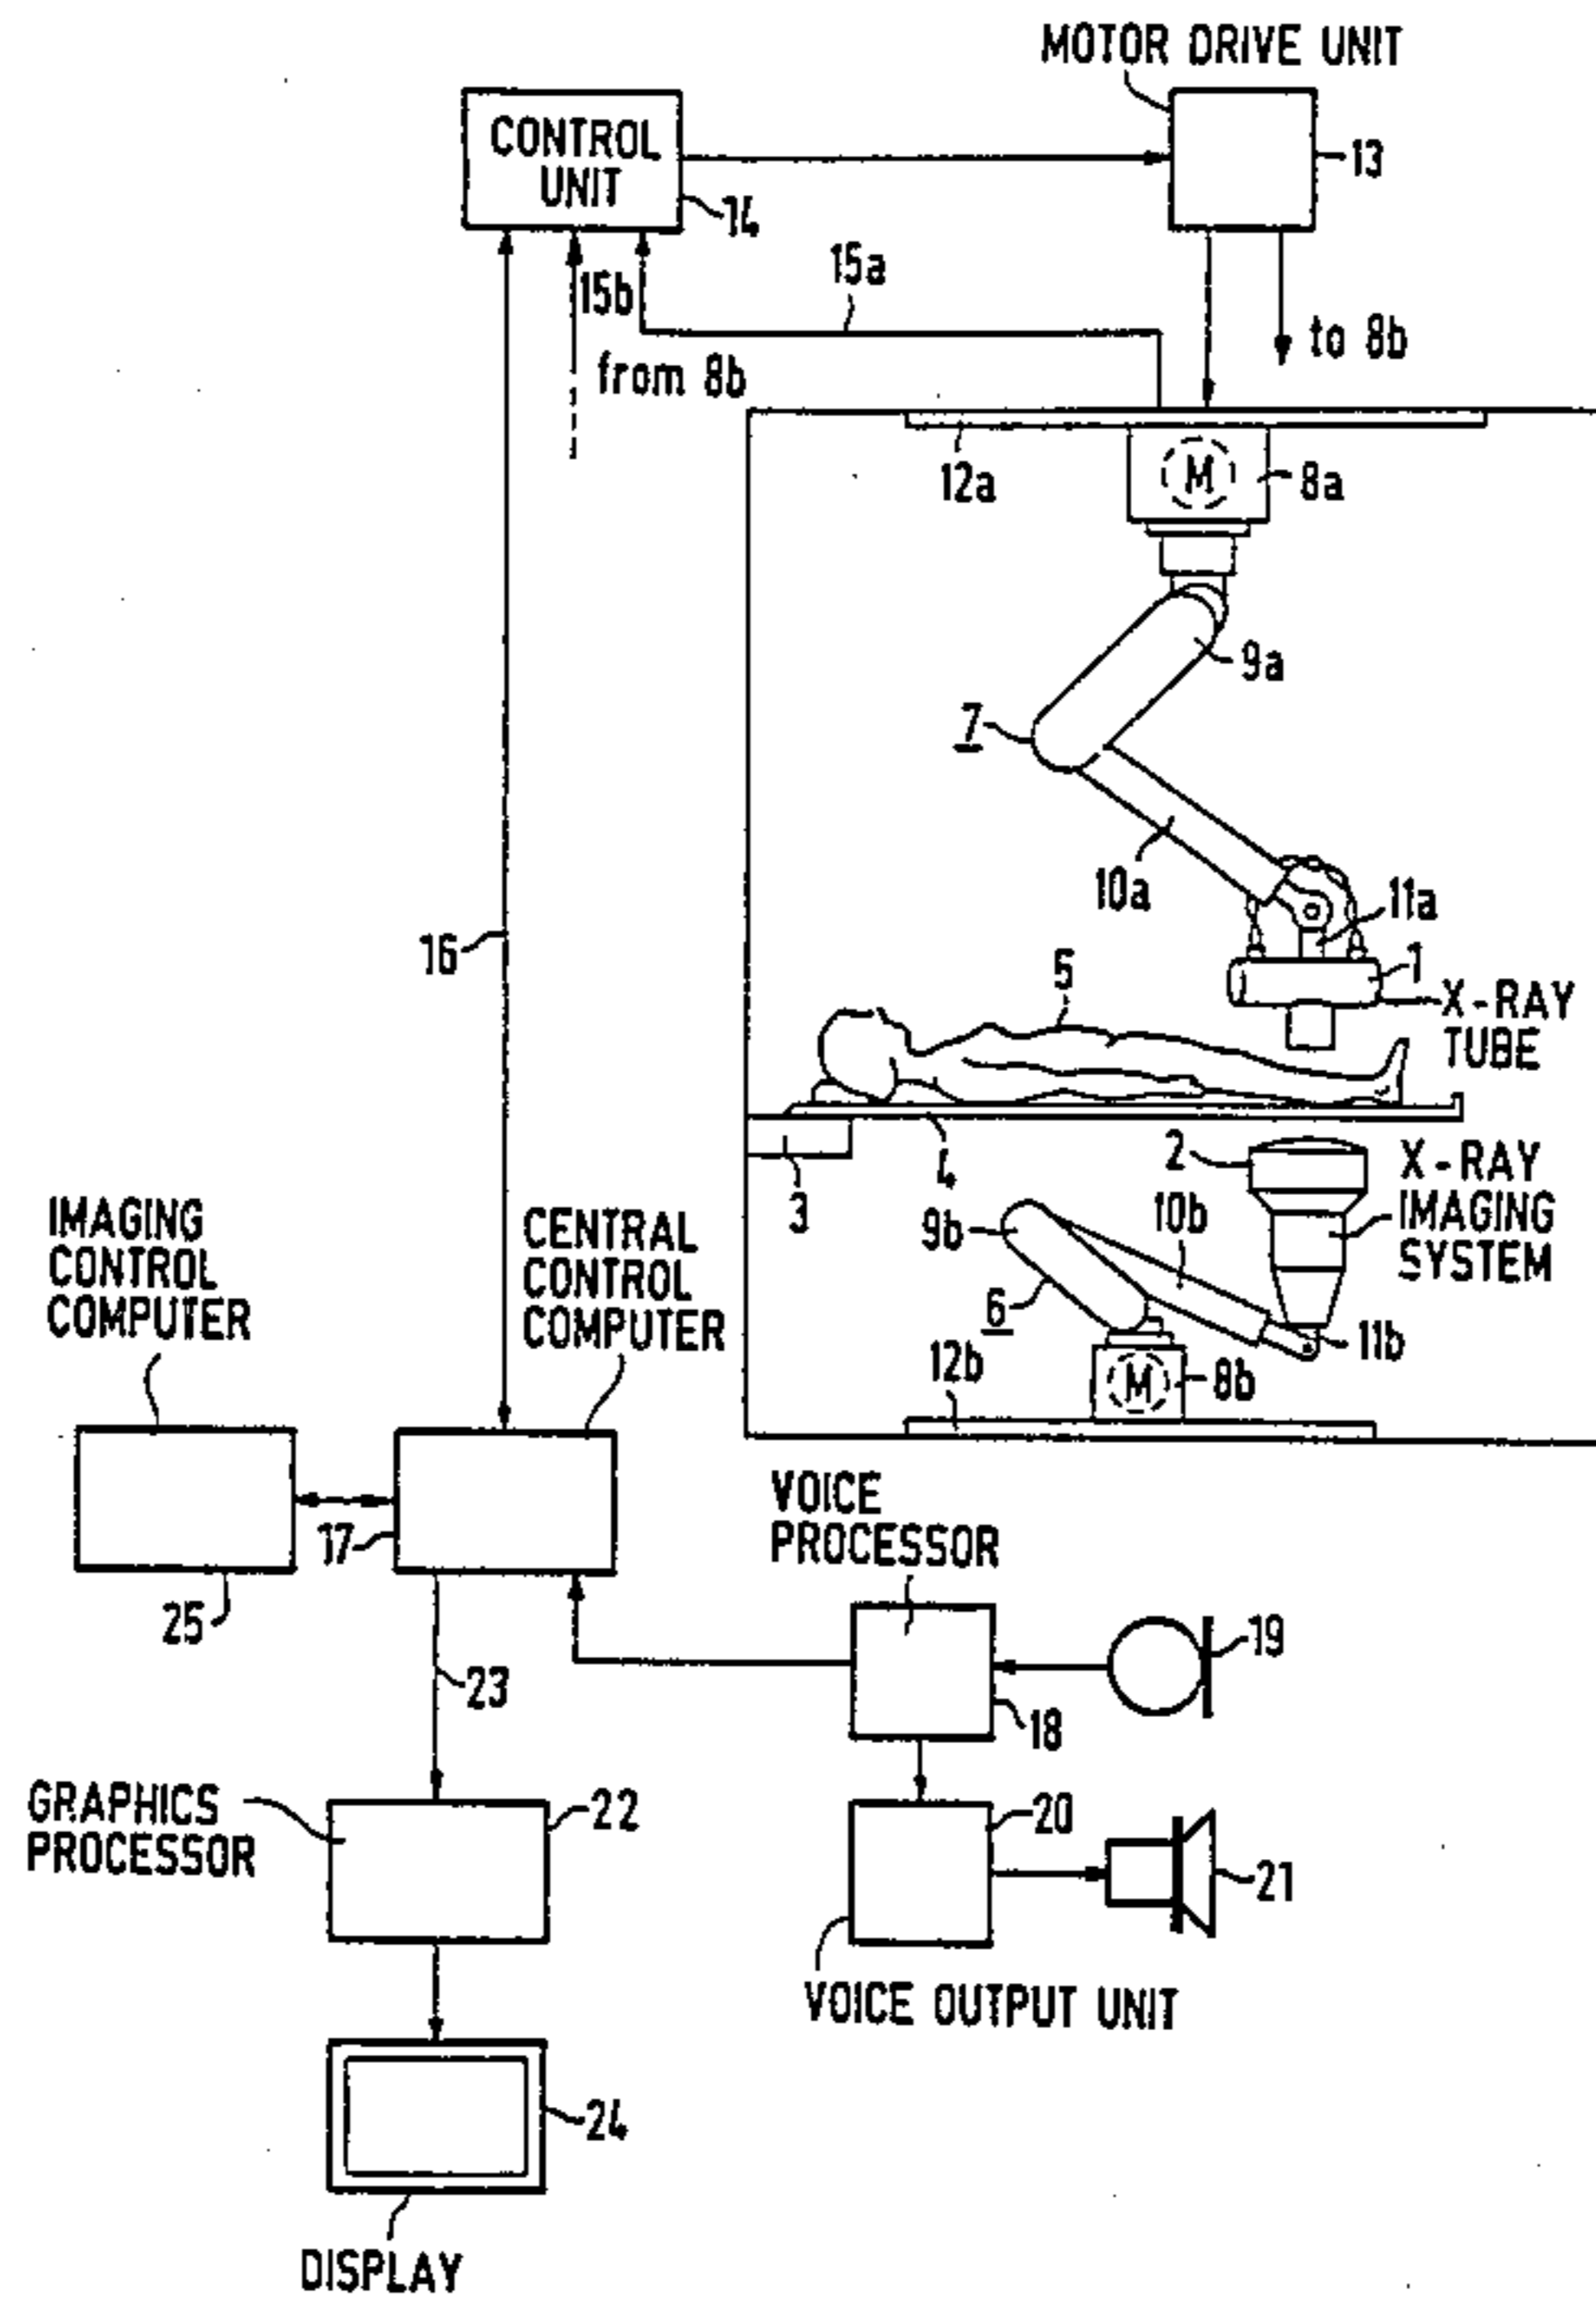 MOTOR DRIVE UNIT
CONTROL
UNIT
13
14
15a
15b
to 8b
from 8b
12a
M
8a
9a
7
10a
11a
16
5
1
X-RAY
TUBE
2
X-RAY
IMAGING
SYSTEM
4
3
9b
10b
6
11b
12b
M
8b
IMAGING
CONTROL
COMPUTER
CENTRAL
CONTROL
COMPUTER
17
25
VOICE
PROCESSOR
19
18
23
GRAPHICS
PROCESSOR
22
20
21
VOICE OUTPUT UNIT
24
DISPLAY